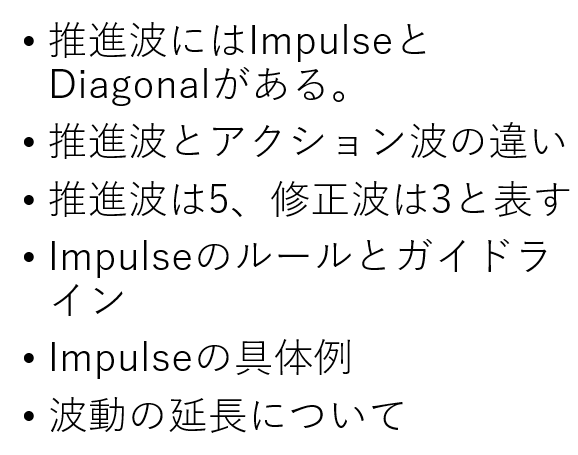 • 推進波にはImpulseと
Diagonalがある。
• 推進波とアクション波の違い
• 推進波は5、修正波は3と表す
• Impulseのルールとガイドラ
イン
• Impulseの具体例
• 波動の延長について